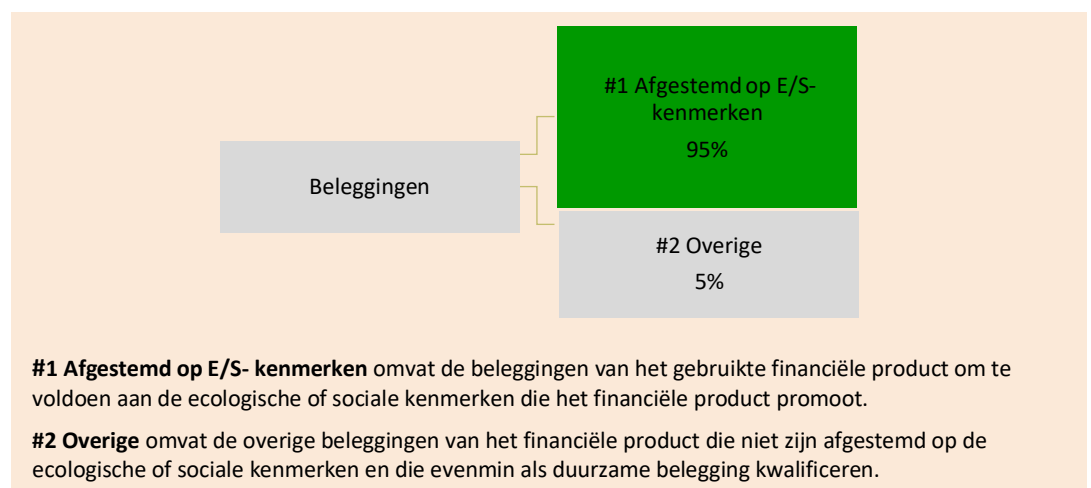 #1 Afgestemd op E/S-
kenmerken
95%
Beleggingen
#2 Overige
5%
#1 Afgestemd op E/S- kenmerken omvat de beleggingen van het gebruikte financiële product om te
voldoen aan de ecologische of sociale kenmerken die het financiële product promoot.
#2 Overige omvat de overige beleggingen van het financiële product die niet zijn afgestemd op de
ecologische of sociale kenmerken en die evenmin als duurzame belegging kwalificeren.